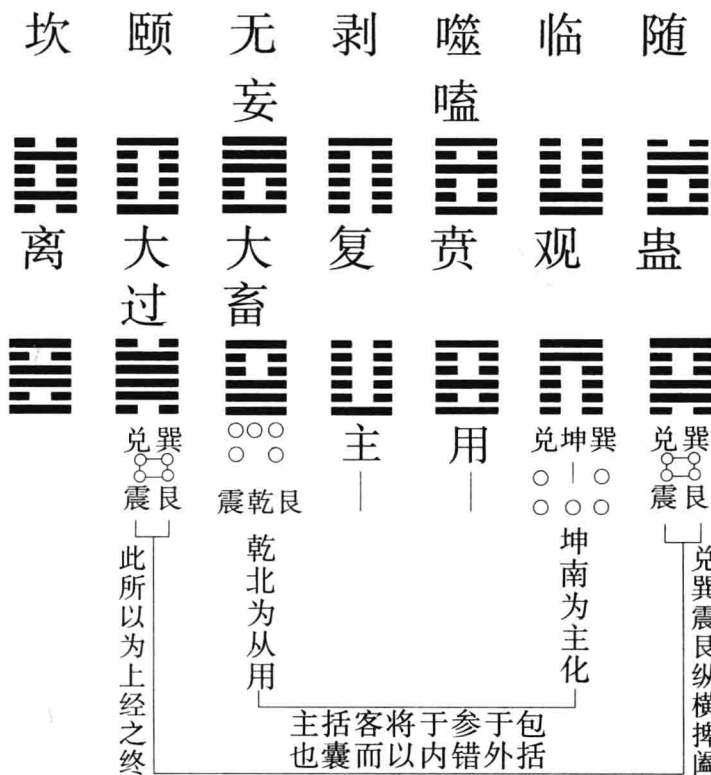 随
临
噬嗑
剥
无妄
颐
坎
蛊
观
贲
复
大畜
大过
离
兑巽
震艮
兑坤巽
用
主
震乾艮
兑巽
震艮
兑巽震艮纵横捭阖
坤南为主化
包括于外参错于内将以客而括囊主也
乾北为从用
此所以为上经之终